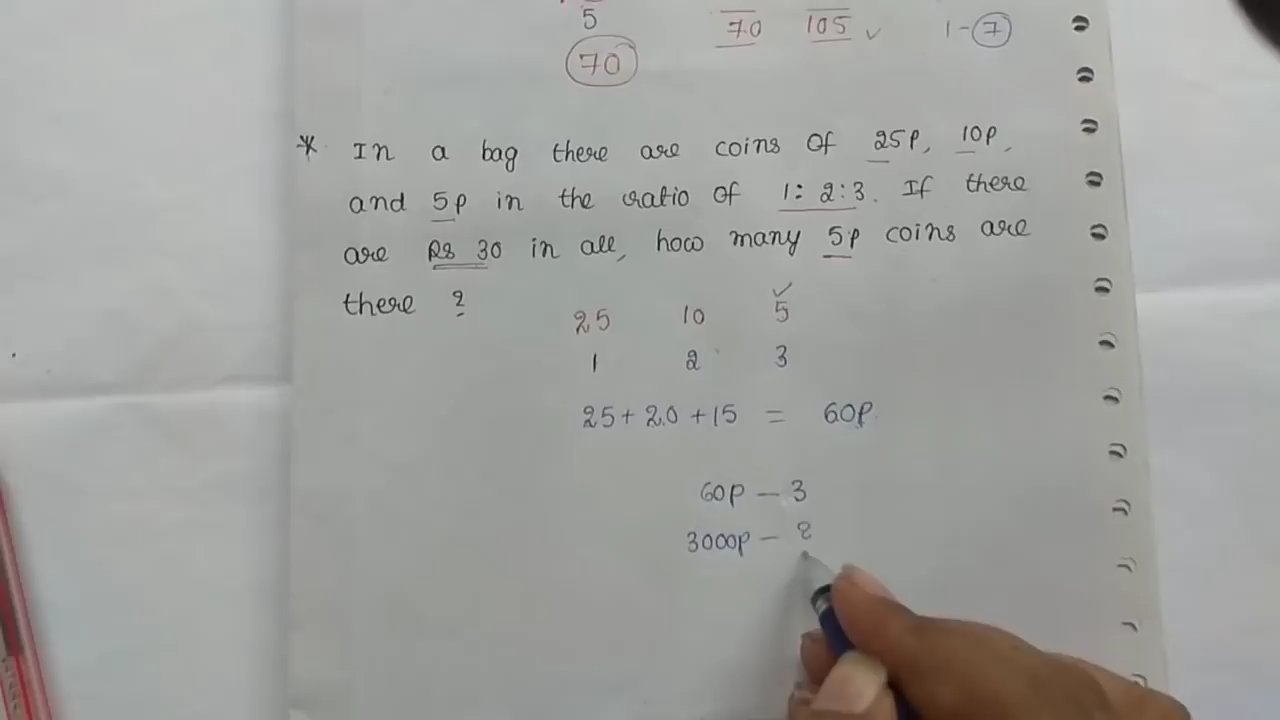 5
70 105 ✓ 1-7
70
* In a bag there are coins of 25P, 10P,
and 5p in the ratio of 1:2:3. If there
are Rs 30 in all, how many 5p coins are
there ?
✓
25 10 5
1 2 3
25+20+15 = 60p.
60p - 3
3000p - ?